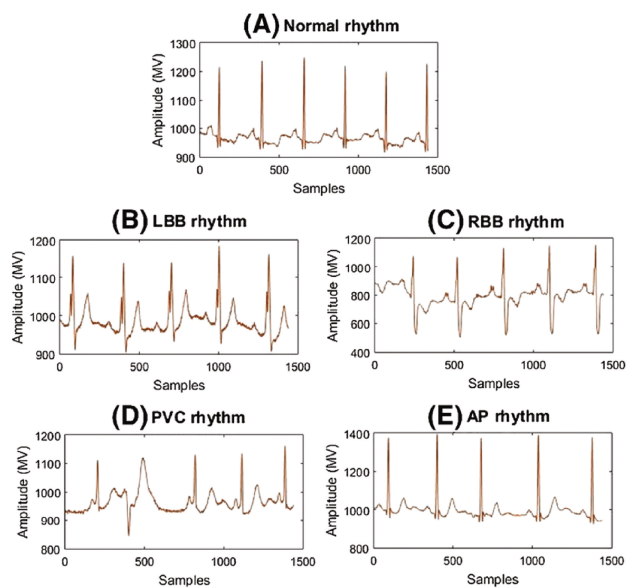 (A) Normal rhythm
Amplitude (MV)
1300
1200
1100
1000
900
0 500 1000 1500
Samples
(B) LBB rhythm
Amplitude (MV)
1200
1100
1000
900
0 500 1000 1500
Samples
(C) RBB rhythm
Amplitude (MV)
1200
1000
800
600
400
0 500 1000 1500
Samples
(D) PVC rhythm
Amplitude (MV)
1200
1100
1000
900
800
0 500 1000 1500
Samples
(E) AP rhythm
Amplitude (MV)
1400
1200
1000
800
0 500 1000 1500
Samples